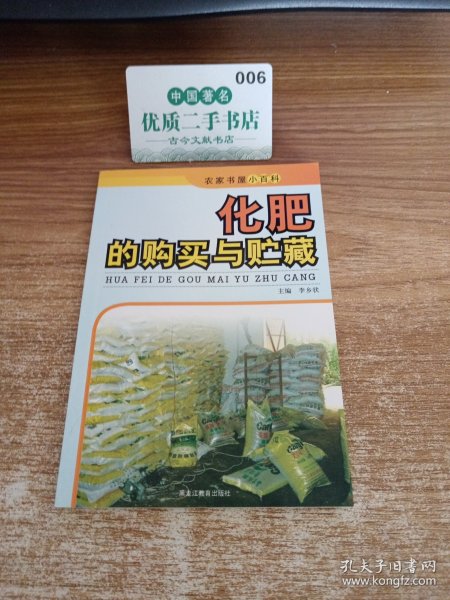 006
中国著名
优质二手书店
古今文献书店
农家书屋小百科
化肥
的购买与贮藏
HUA FEI DE GOU MAI YU ZHU CANG
主编 李乡状
黑龙江教育出版社
孔夫子旧书网
www.kongfz.com